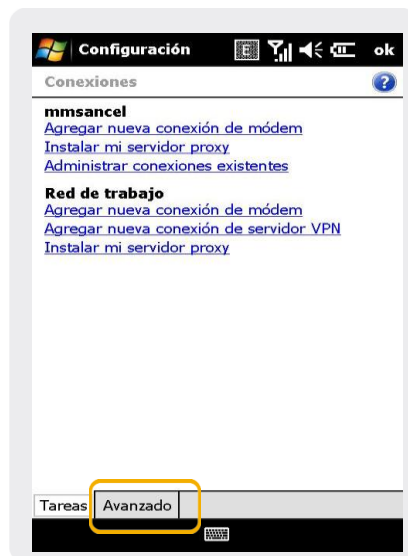 Configuración
E
ok
Conexiones
?
mmsancel
Agregar nueva conexión de módem
Instalar mi servidor proxy
Administrar conexiones existentes
Red de trabajo
Agregar nueva conexión de módem
Agregar nueva conexión de servidor VPN
Instalar mi servidor proxy
Tareas
Avanzado